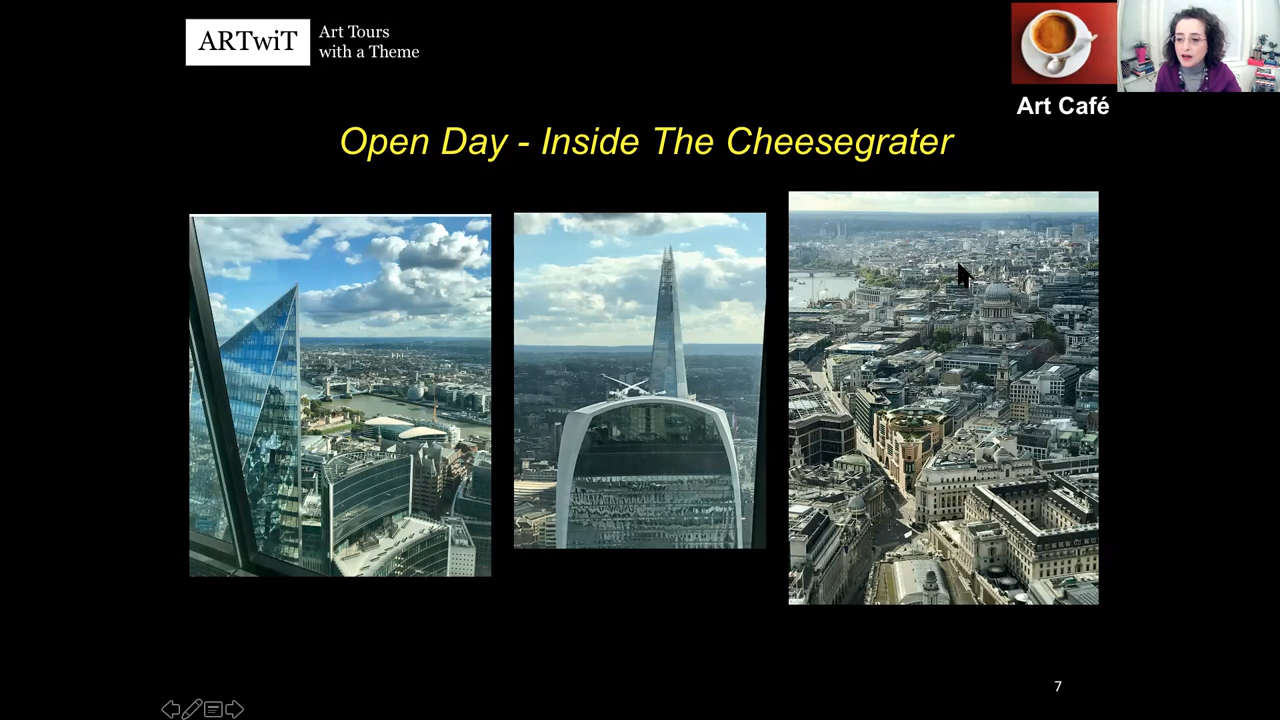 ARTwiT
Art Tours
with a Theme
Art Café
Open Day - Inside The Cheesegrater
7